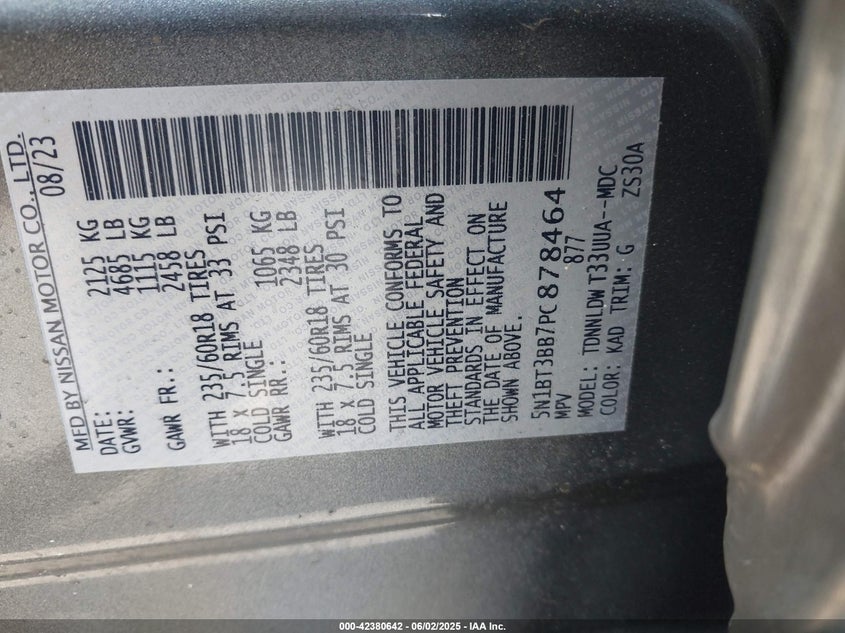 MFD BY NISSAN MOTOR CO., LTD.
DATE: 08/23
GVWR: 2125 KG
4685 LB
GAWR FR.: 1115 KG
2458 LB
WITH 235/60R18 TIRES
18 X 7.5 RIMS AT 33 PSI
COLD SINGLE
GAWR RR.: 1065 KG
2348 LB
WITH 235/60R18 TIRES
18 X 7.5 RIMS AT 30 PSI
COLD SINGLE
THIS VEHICLE CONFORMS TO
ALL APPLICABLE FEDERAL
MOTOR VEHICLE SAFETY AND
THEFT PREVENTION
STANDARDS IN EFFECT ON
THE DATE OF MANUFACTURE
SHOWN ABOVE.
5N1BT3BB7PC878464
MPV 877
MODEL: TDNNLDW T33UUA--MDC
COLOR: KAD TRIM: G ZS30A
000-42380642 - 06/02/2025 - IAA Inc.